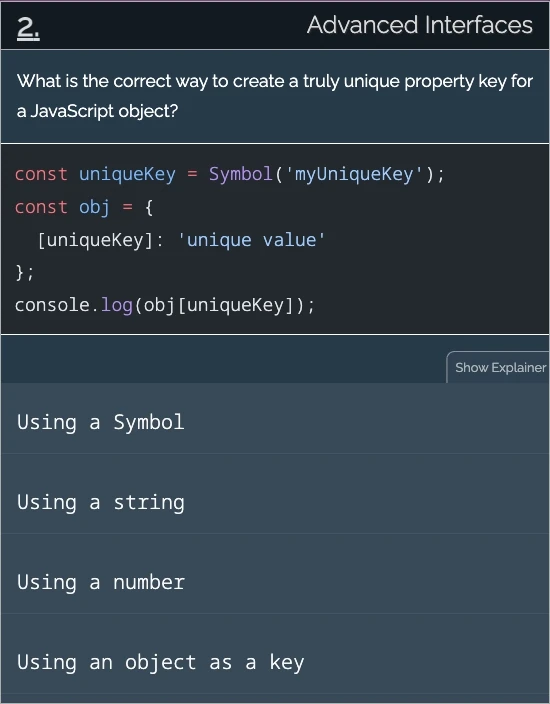 2.
Advanced Interfaces
What is the correct way to create a truly unique property key for
a JavaScript object?
const uniqueKey = Symbol('myUniqueKey');
const obj = {
  [uniqueKey]: 'unique value'
};
console.log(obj[uniqueKey]);
Show Explainer
Using a Symbol
Using a string
Using a number
Using an object as a key